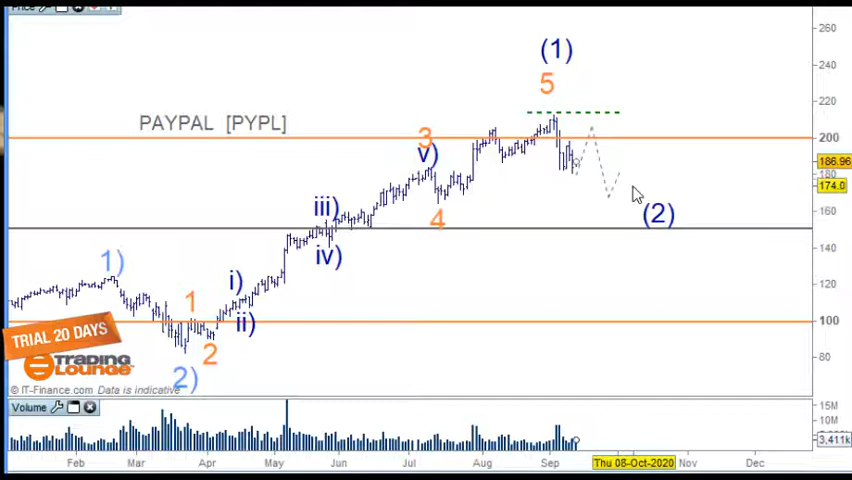 Price
260
(1)
240
5
220
PAYPAL [PYPL]
3
200
v)
186.96
174.0
iii)
4
(2)
160
iv)
140
1)
i)
120
1
ii)
100
TRIAL 20 DAYS
2
TRADING
LOUNGE
80
2)
© IT-Finance.com Data is indicative
Volume
15M
10M
3,411k
Feb Mar Apr May Jun Jul Aug Sep Thu 08-Oct-2020 Nov Dec